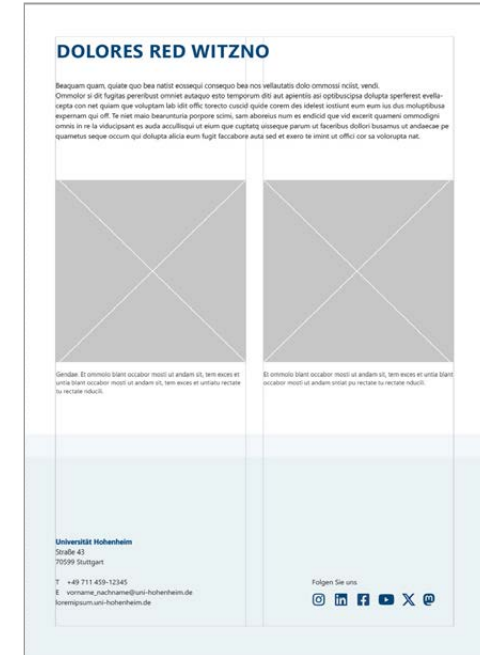 DOLORES RED WITZNO
Beaquam quam, quiate quo bea natist eossequi consequo bea nos vellautatis dolo ommossi nciist, vendi.
Ommolor si dit fugitas pereribust omniet autaquo esto temporum diti aut apientis asi optibuscipsa dolupta sperferest evella-
cepta con net quiam que voluptam lab idit offic torecto cuscid quide corem des idelest iostiunt eum eum ius dus moluptibusa
expernam qui off. Te niet maio bearunturia porpore scimi, sam aboreius num es endicid que vid excerit quameni ommodigni
omnis in re la viducipsant es auda accullisqui ut eium que cuptatq uisseque parum ut faceribus dollori busamus ut andaecae pe
quametus seque occum qui dolupta alicia eum fugit faccabore auta sed et exero te imint ut offici cor sa volorupta nat.
Gendae. Et ommolo blant occabor mosti ut andam sit, tem exces et
untia blant occabor mosti ut andam sint, tem exces et untiatu rectate
tu rectate nducil.
Et ommolo blant occabor mosti ut andam sit, tem exces et untia blant
occabor mosti ut andam sintiat pu rectate tu rectate nducili.
Universität Hohenheim
Straße 43
70599 Stuttgart
T +49 711 459-12345
E vorname_nachname@uni-hohenheim.de
loremipsum.uni-hohenheim.de
Folgen Sie uns